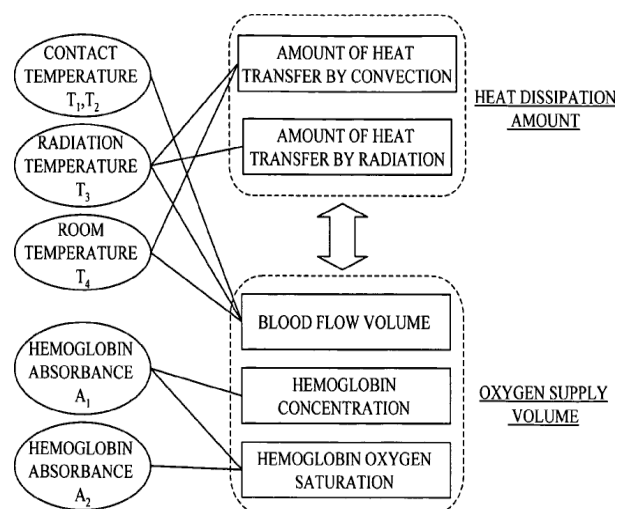 CONTACT
TEMPERATURE
T1,T2
RADIATION
TEMPERATURE
T3
ROOM
TEMPERATURE
T4
HEMOGLOBIN
ABSORBANCE
A1
HEMOGLOBIN
ABSORBANCE
A2
AMOUNT OF HEAT
TRANSFER BY CONVECTION
AMOUNT OF HEAT
TRANSFER BY RADIATION
HEAT DISSIPATION
AMOUNT
BLOOD FLOW VOLUME
HEMOGLOBIN
CONCENTRATION
HEMOGLOBIN OXYGEN
SATURATION
OXYGEN SUPPLY
VOLUME